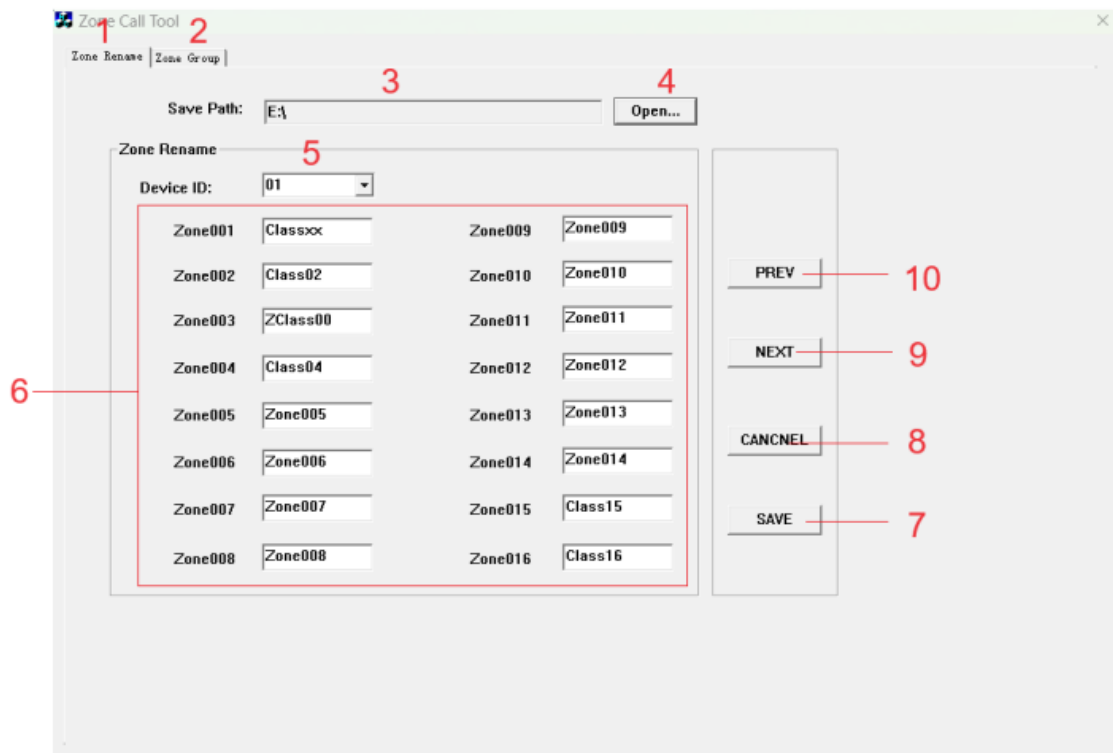 Zone Call Tool
1 2
Zone Rename Zone Group
3 4
Save Path: E:\ Open...
Zone Rename
5
Device ID: 01
Zone001 Classxx Zone009 Zone009
Zone002 Class02 Zone010 Zone010
PREV 10
Zone003 ZClass00 Zone011 Zone011
NEXT 9
Zone004 Class04 Zone012 Zone012
6
Zone005 Zone005 Zone013 Zone013
CANCNEL 8
Zone006 Zone006 Zone014 Zone014
Zone007 Zone007 Zone015 Class15
SAVE 7
Zone008 Zone008 Zone016 Class16